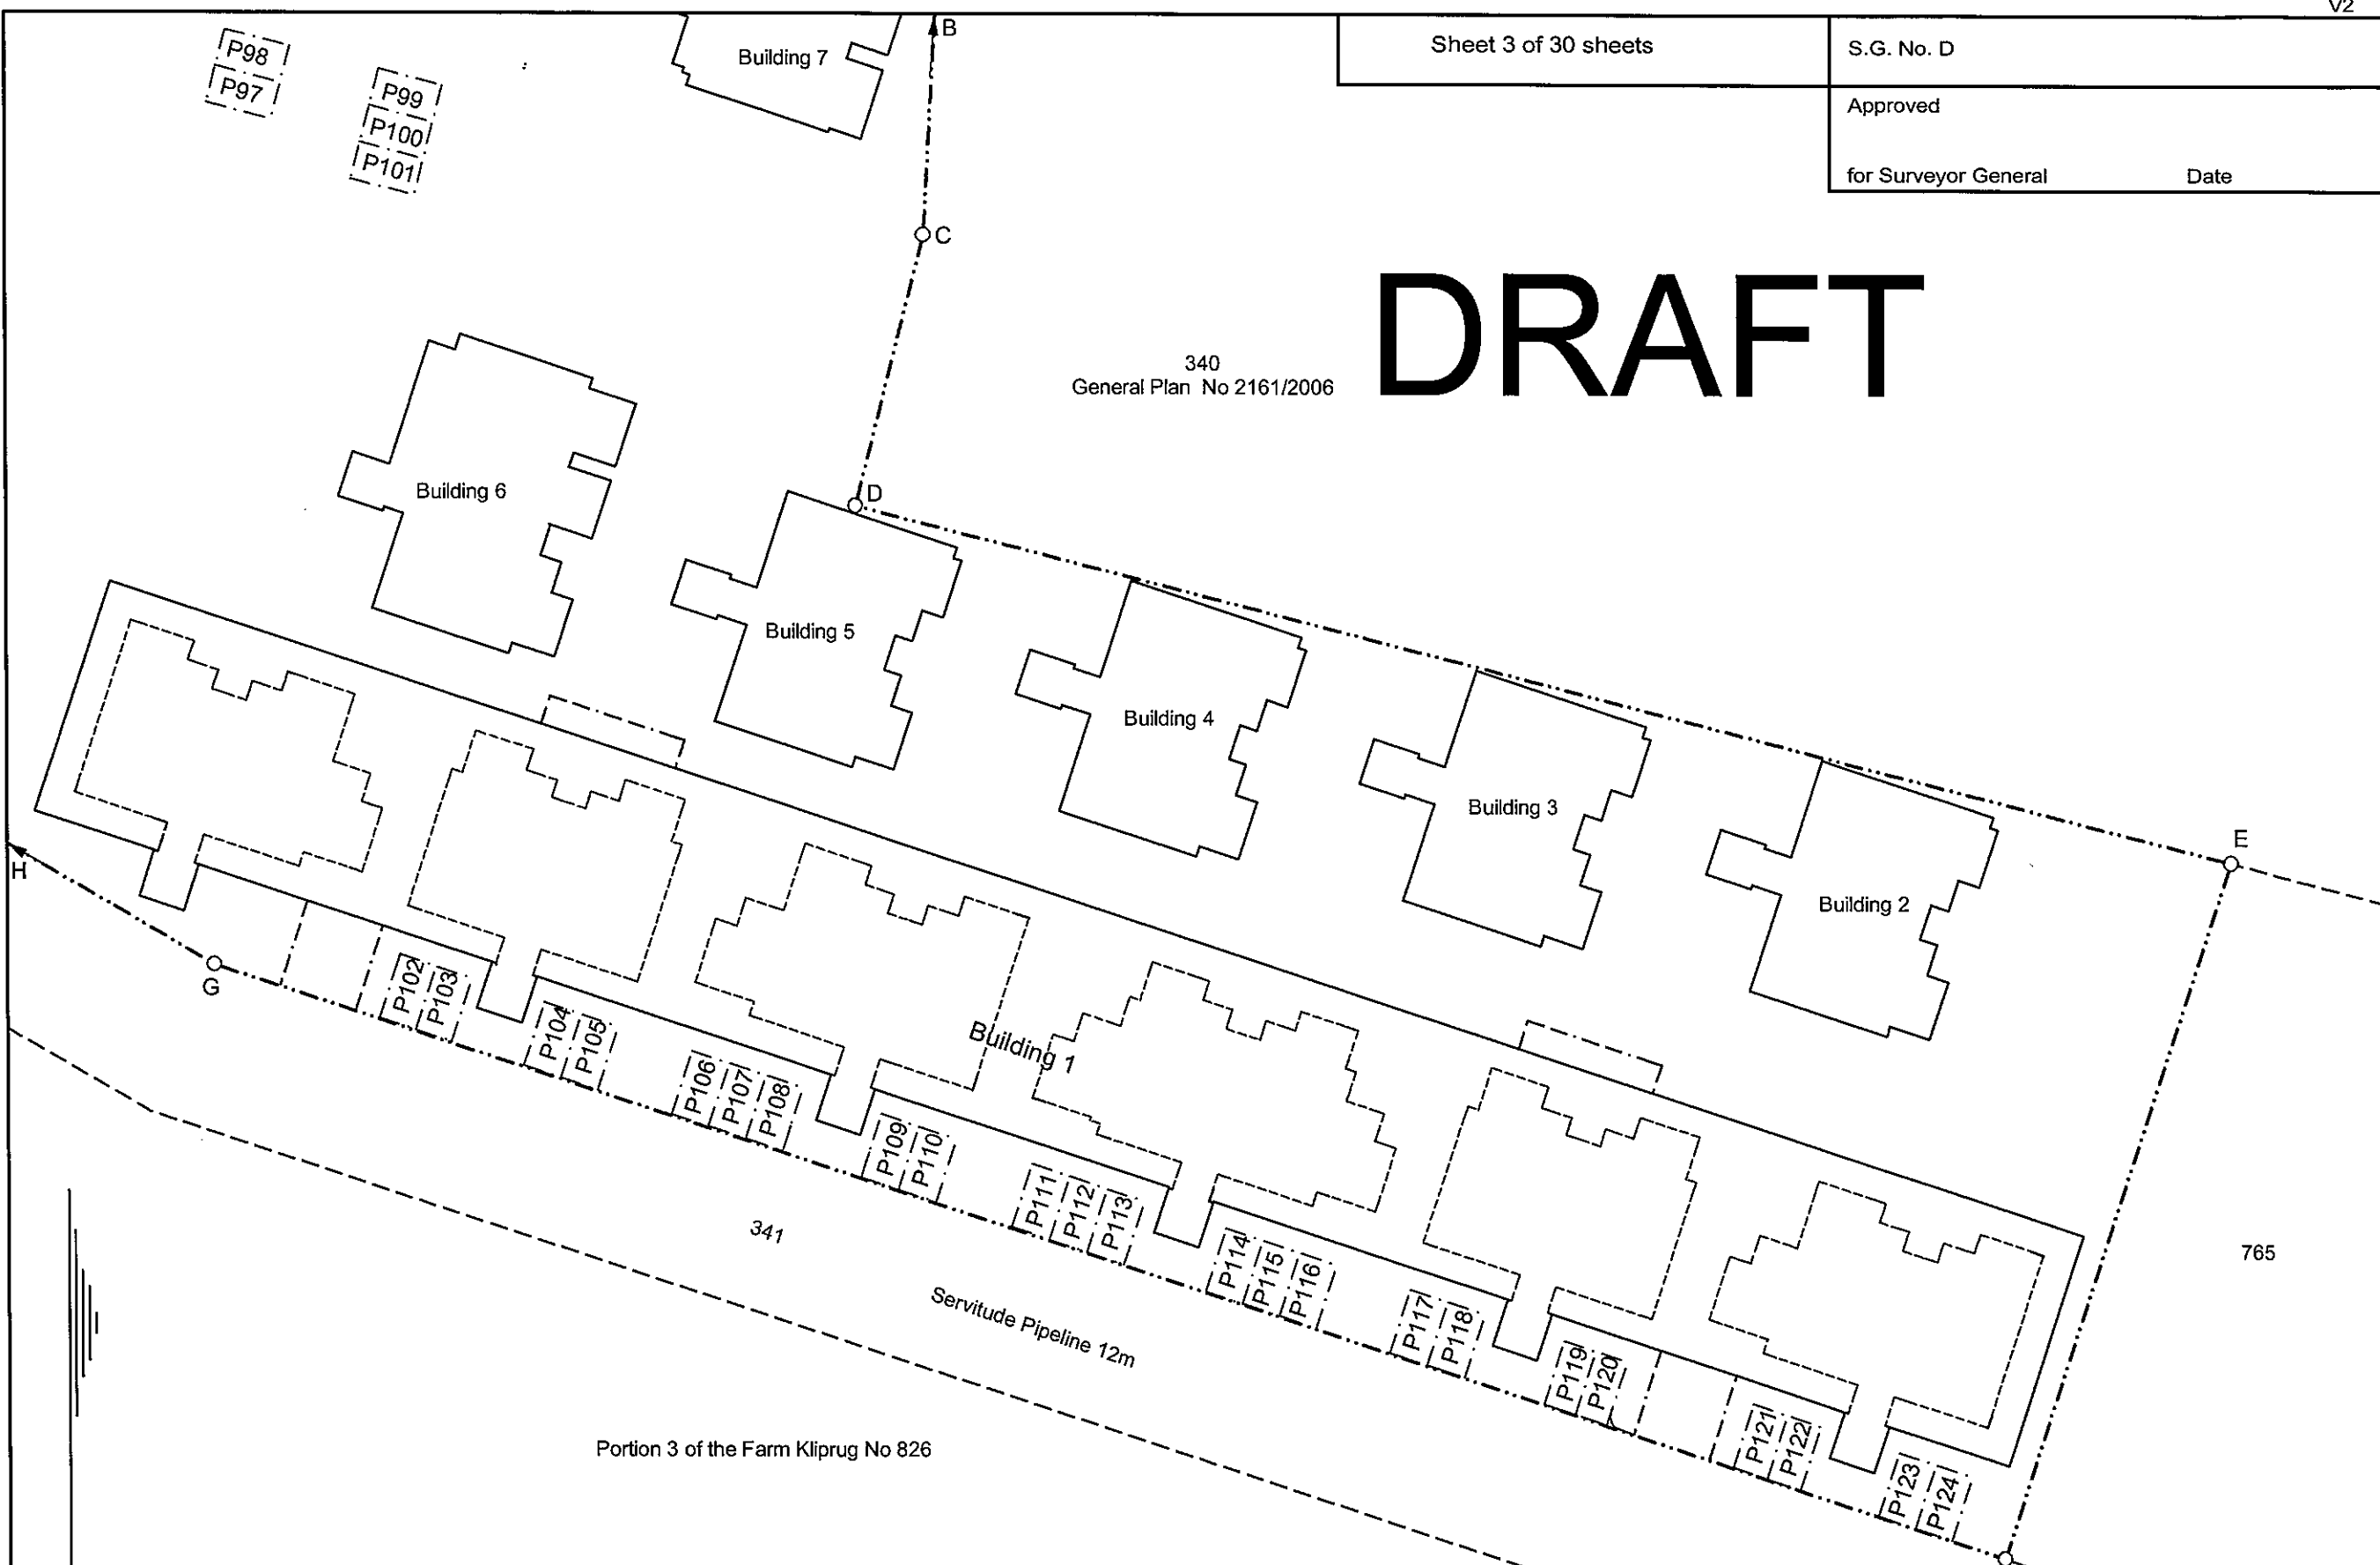 V2
Sheet 3 of 30 sheets
S.G. No. D
Approved
for Surveyor General Date
DRAFT
B
Building 7
P98
P97
P99
P100
P101
C
340
General Plan No 2161/2006
D
Building 6
Building 5
Building 4
Building 3
Building 2
E
H
G
Building 1
P102
P103
P104
P105
P106
P107
P108
P109
P110
P111
P112
P113
P114
P115
P116
P117
P118
P119
P120
P121
P122
P123
P124
341
765
Servitude Pipeline 12m
Portion 3 of the Farm Kliprug No 826